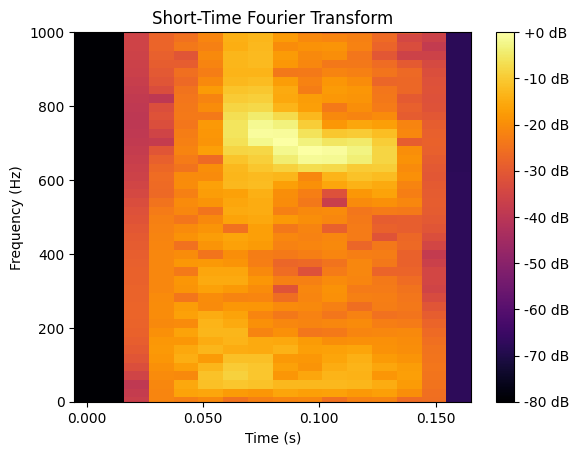 Short-Time Fourier Transform
1000
800
600
400
200
0
Frequency (Hz)
0.000
0.050
0.100
0.150
Time (s)
+0 dB
-10 dB
-20 dB
-30 dB
-40 dB
-50 dB
-60 dB
-70 dB
-80 dB